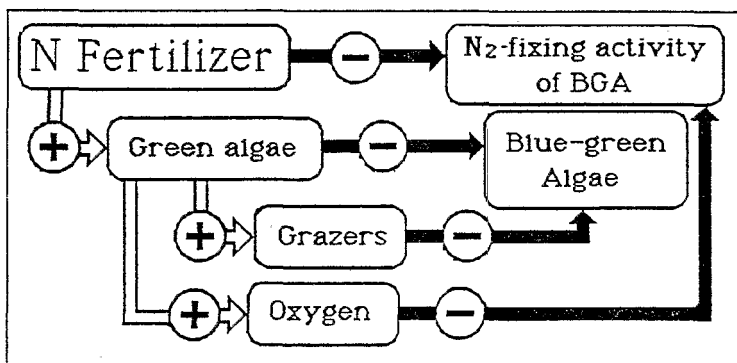 N Fertilizer
−
N2-fixing activity
of BGA
+
Green algae
−
Blue-green
Algae
+
Grazers
−
+
Oxygen
−